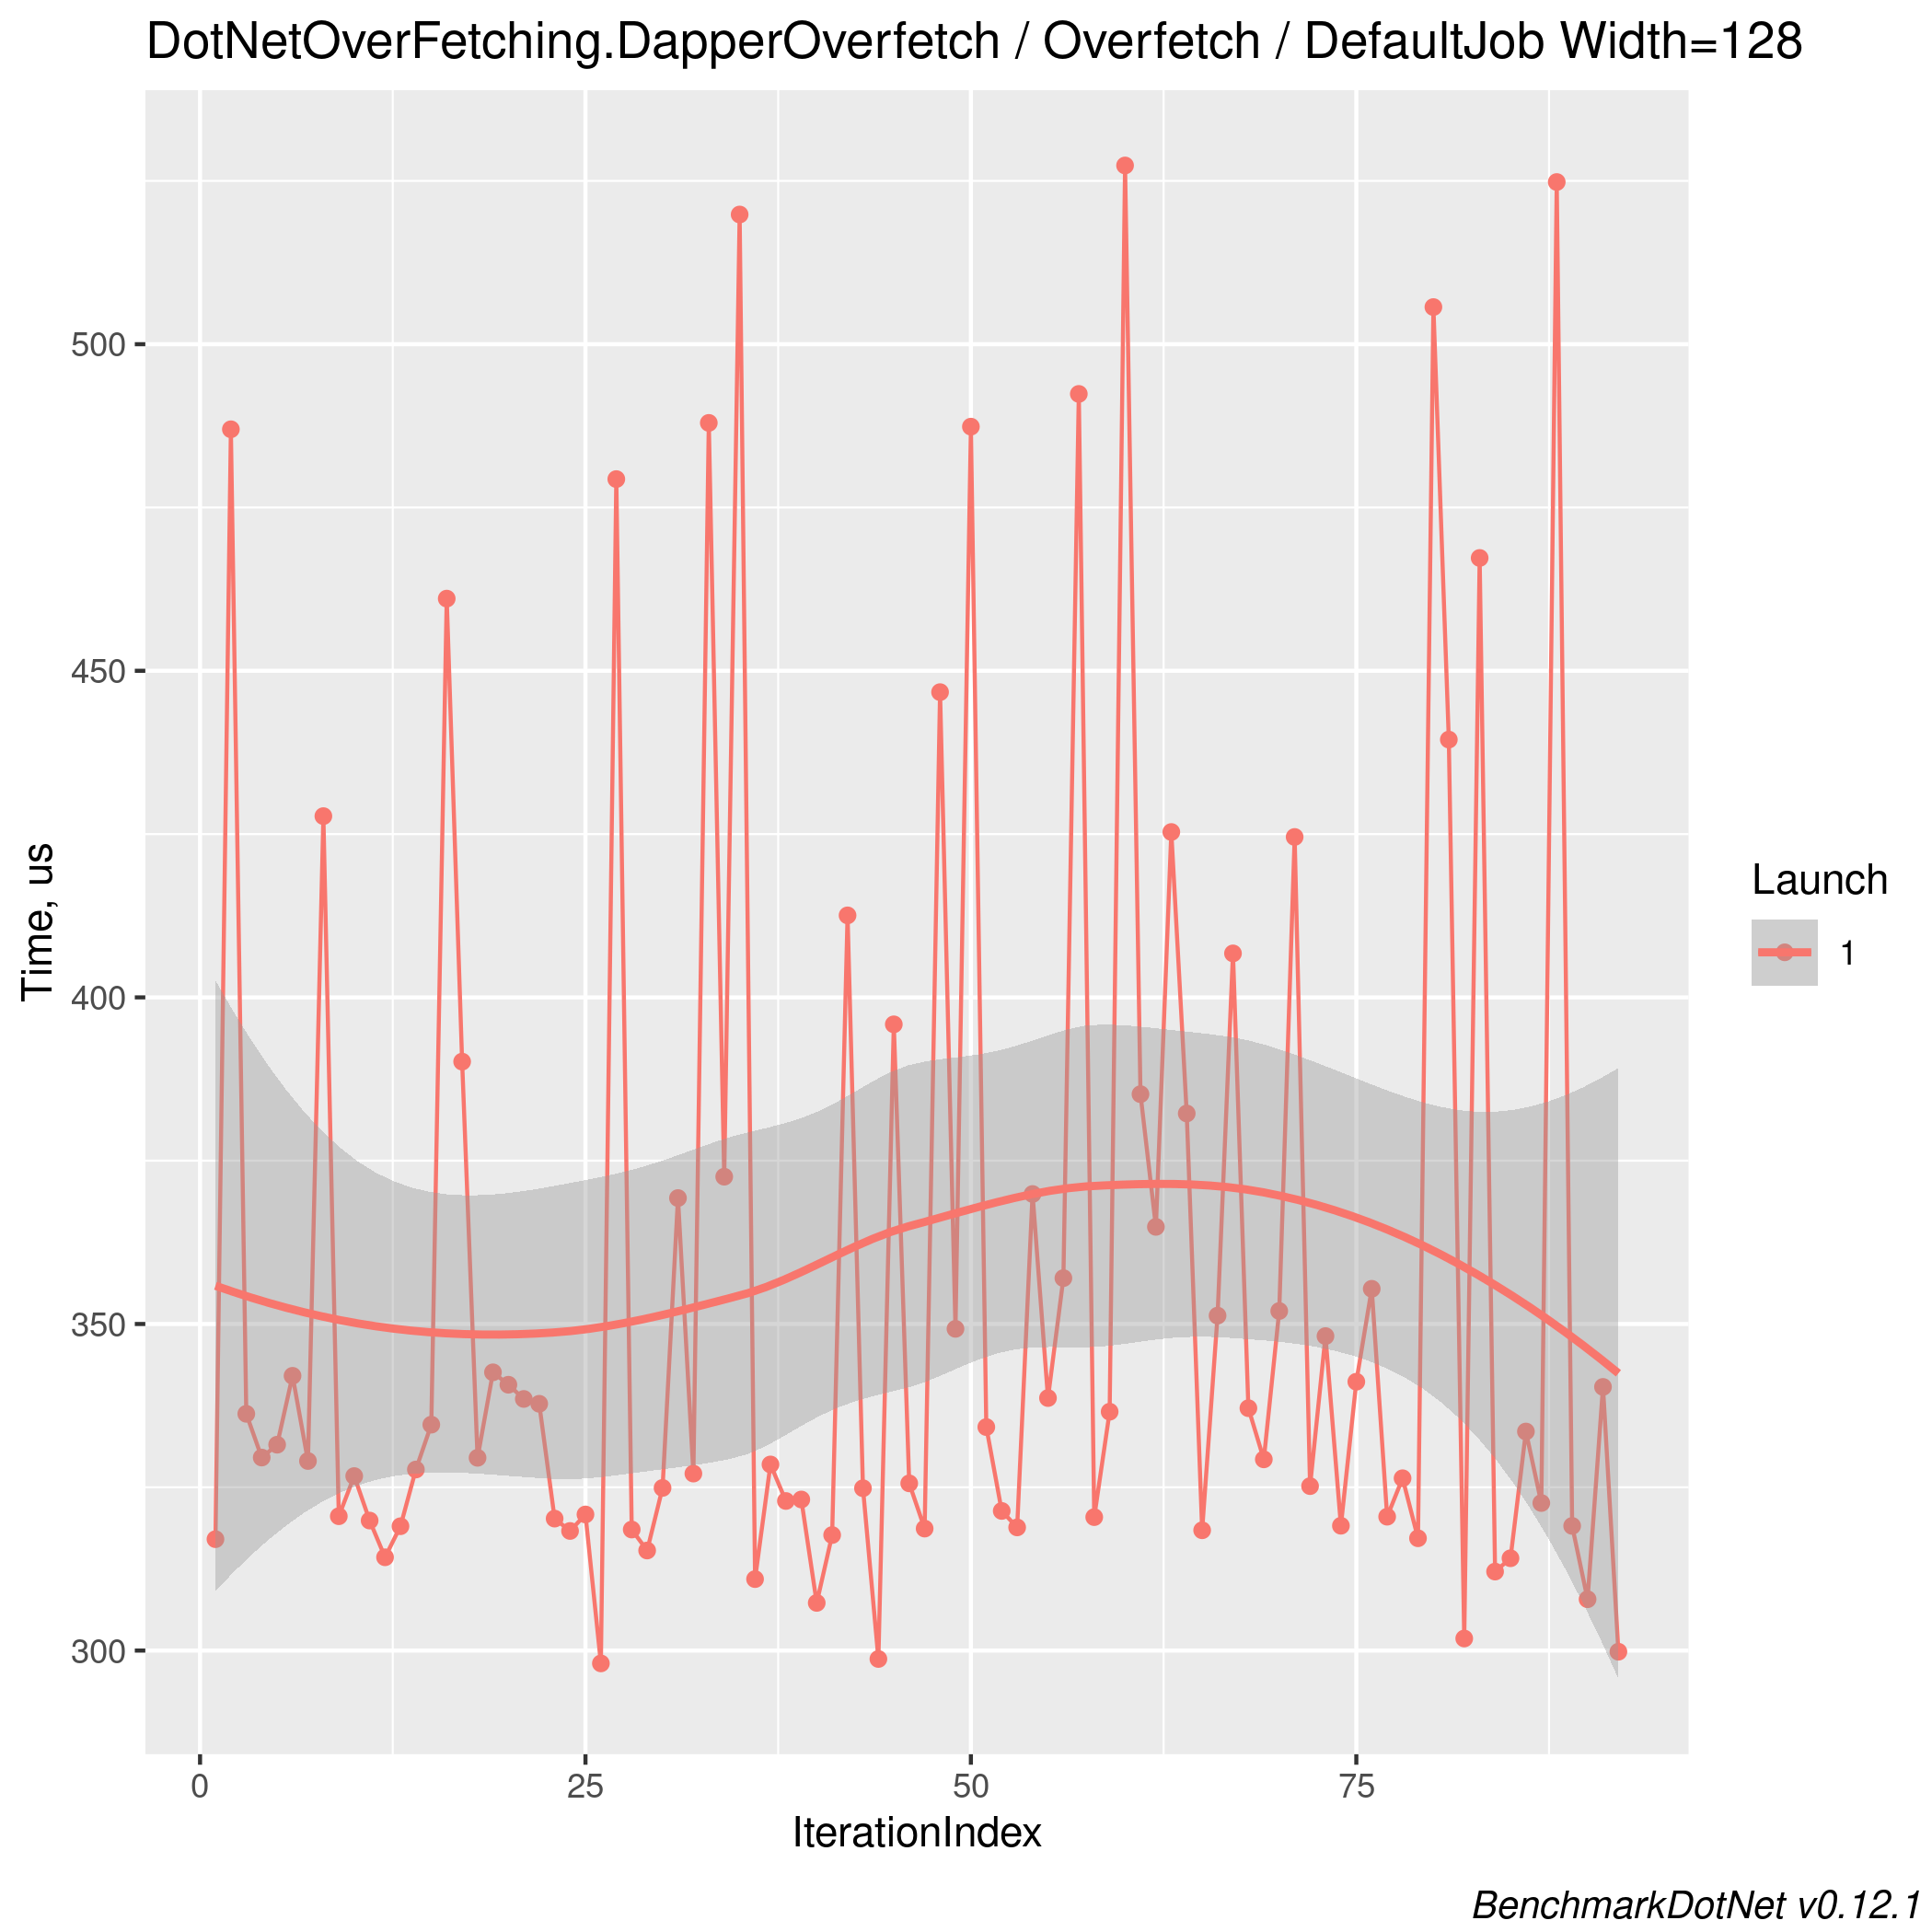 DotNetOverFetching.DapperOverfetch / Overfetch / DefaultJob Width=128
Time, us
500
450
400
350
300
0 25 50 75
IterationIndex
Launch
1
BenchmarkDotNet v0.12.1